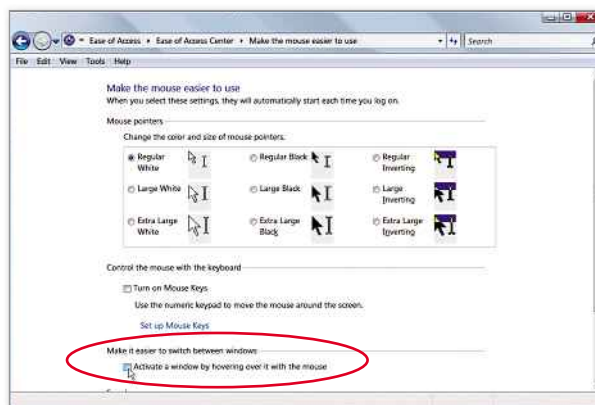 Ease of Access ▸ Ease of Access Center ▸ Make the mouse easier to use
Search
File Edit View Tools Help
Make the mouse easier to use
When you select these settings, they will automatically start each time you log on.
Mouse pointers
Change the color and size of mouse pointers.
Regular White
Regular Black
Regular Inverting
Large White
Large Black
Large Inverting
Extra Large White
Extra Large Black
Extra Large Inverting
Control the mouse with the keyboard
Turn on Mouse Keys
Use the numeric keypad to move the mouse around the screen.
Set up Mouse Keys
Make it easier to switch between windows
Activate a window by hovering over it with the mouse